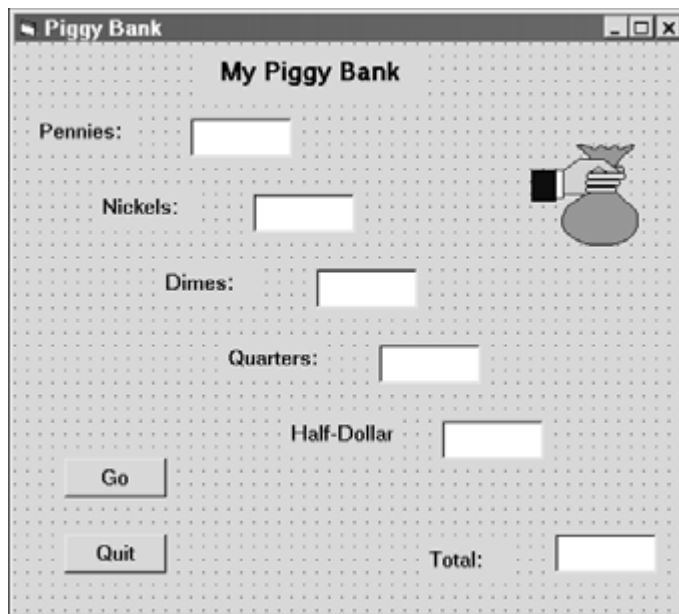 Piggy Bank
My Piggy Bank
Pennies:
Nickels:
Dimes:
Quarters:
Half-Dollar
Go
Quit
Total: